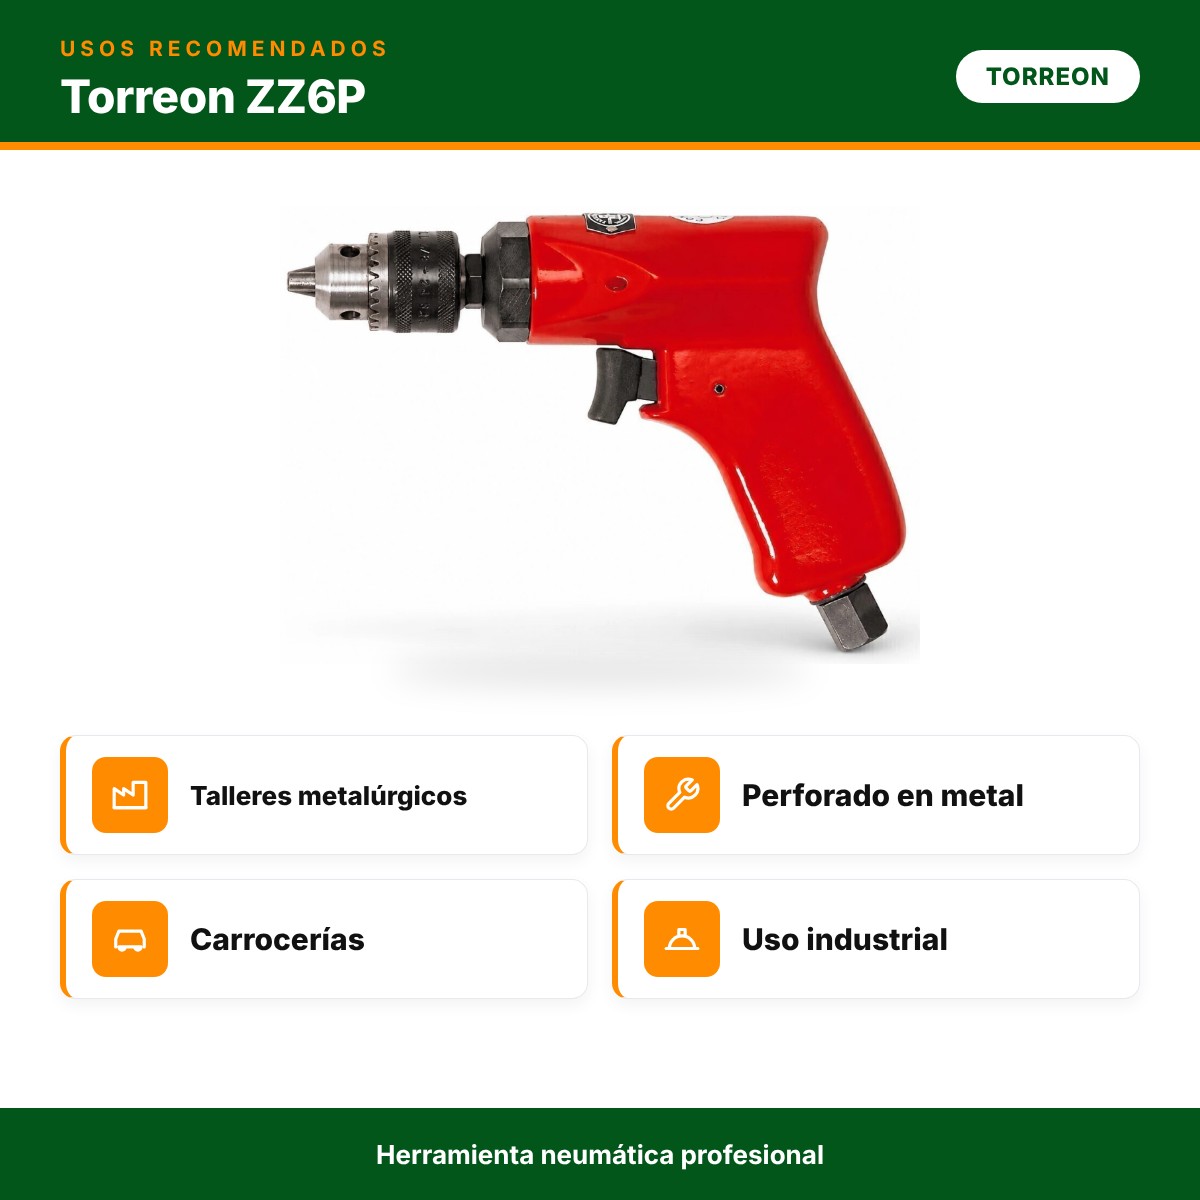 USOS RECOMENDADOS
Torreon ZZ6P
TORREON
Talleres metalúrgicos
Perforado en metal
Carrocerías
Uso industrial
Herramienta neumática profesional